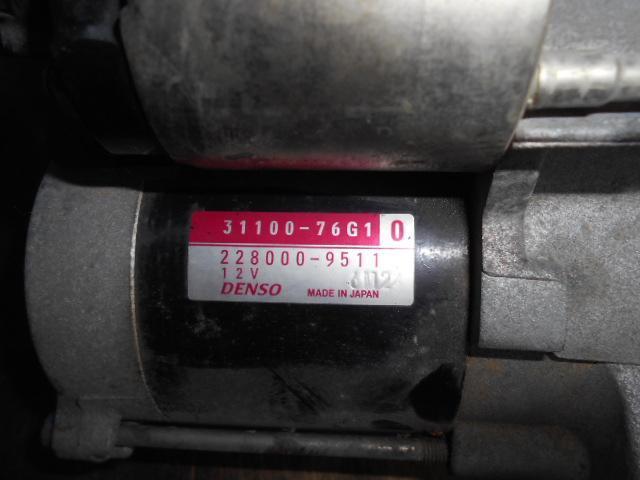 31100-76G1 0
228000-9511
12V
DENSO MADE IN JAPAN